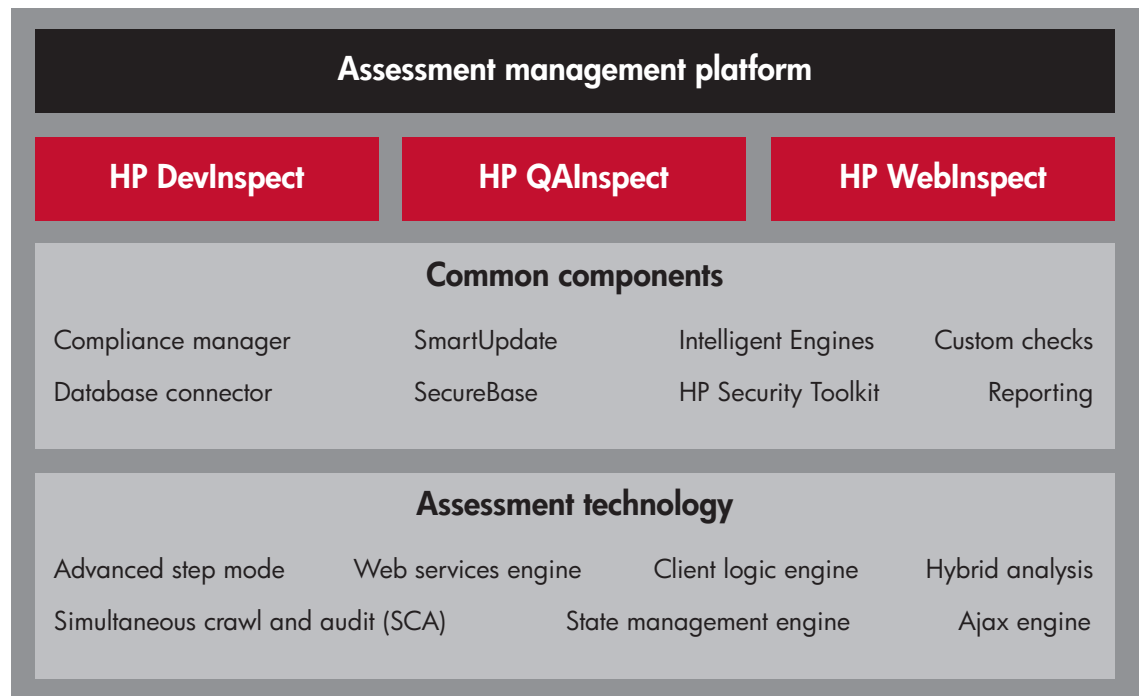 Assessment management platform
HP DevInspect HP QAInspect HP WebInspect
Common components
Compliance manager SmartUpdate Intelligent Engines Custom checks
Database connector SecureBase HP Security Toolkit Reporting
Assessment technology
Advanced step mode Web services engine Client logic engine Hybrid analysis
Simultaneous crawl and audit (SCA) State management engine Ajax engine